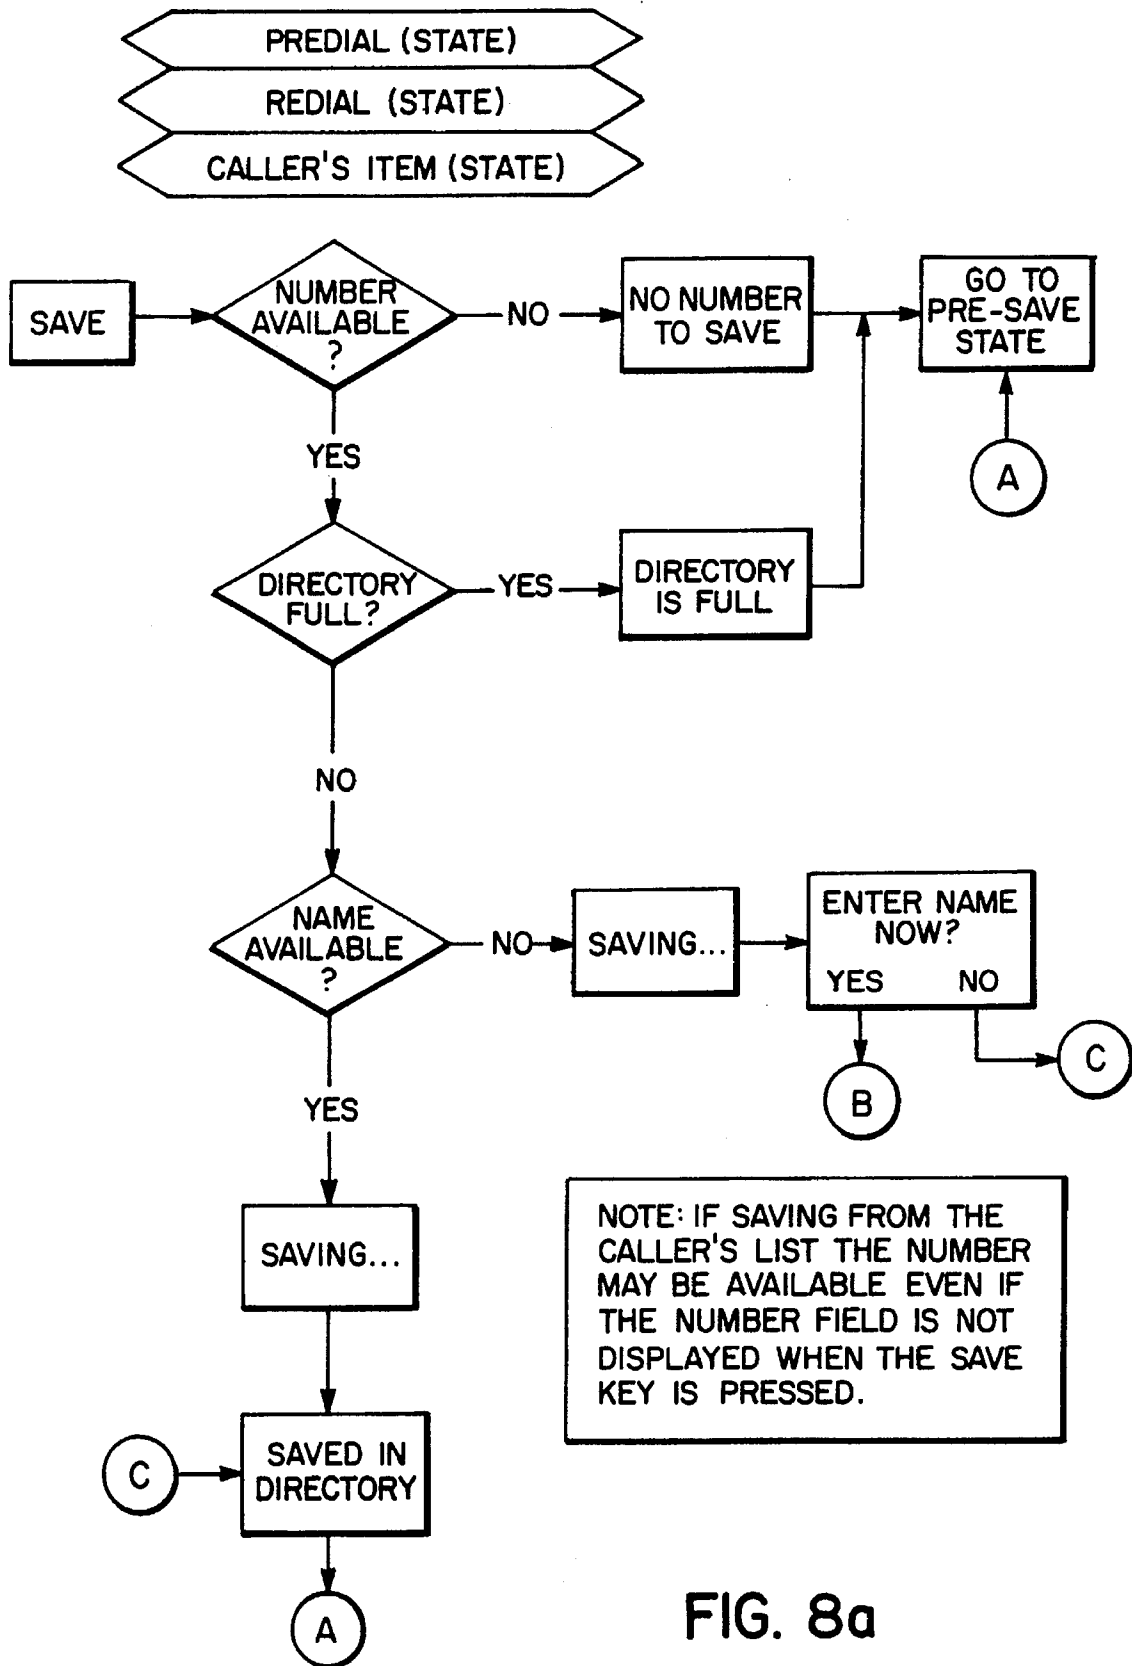 PREDIAL (STATE)
REDIAL (STATE)
CALLER'S ITEM (STATE)
SAVE
NUMBER
AVAILABLE
?
NO
NO NUMBER
TO SAVE
GO TO
PRE-SAVE
STATE
YES
A
DIRECTORY
FULL?
YES
DIRECTORY
IS FULL
NO
NAME
AVAILABLE
?
NO
SAVING...
ENTER NAME
NOW?
YES NO
B
C
YES
SAVING...
NOTE: IF SAVING FROM THE
CALLER'S LIST THE NUMBER
MAY BE AVAILABLE EVEN IF
THE NUMBER FIELD IS NOT
DISPLAYED WHEN THE SAVE
KEY IS PRESSED.
C
SAVED IN
DIRECTORY
A
FIG. 8a